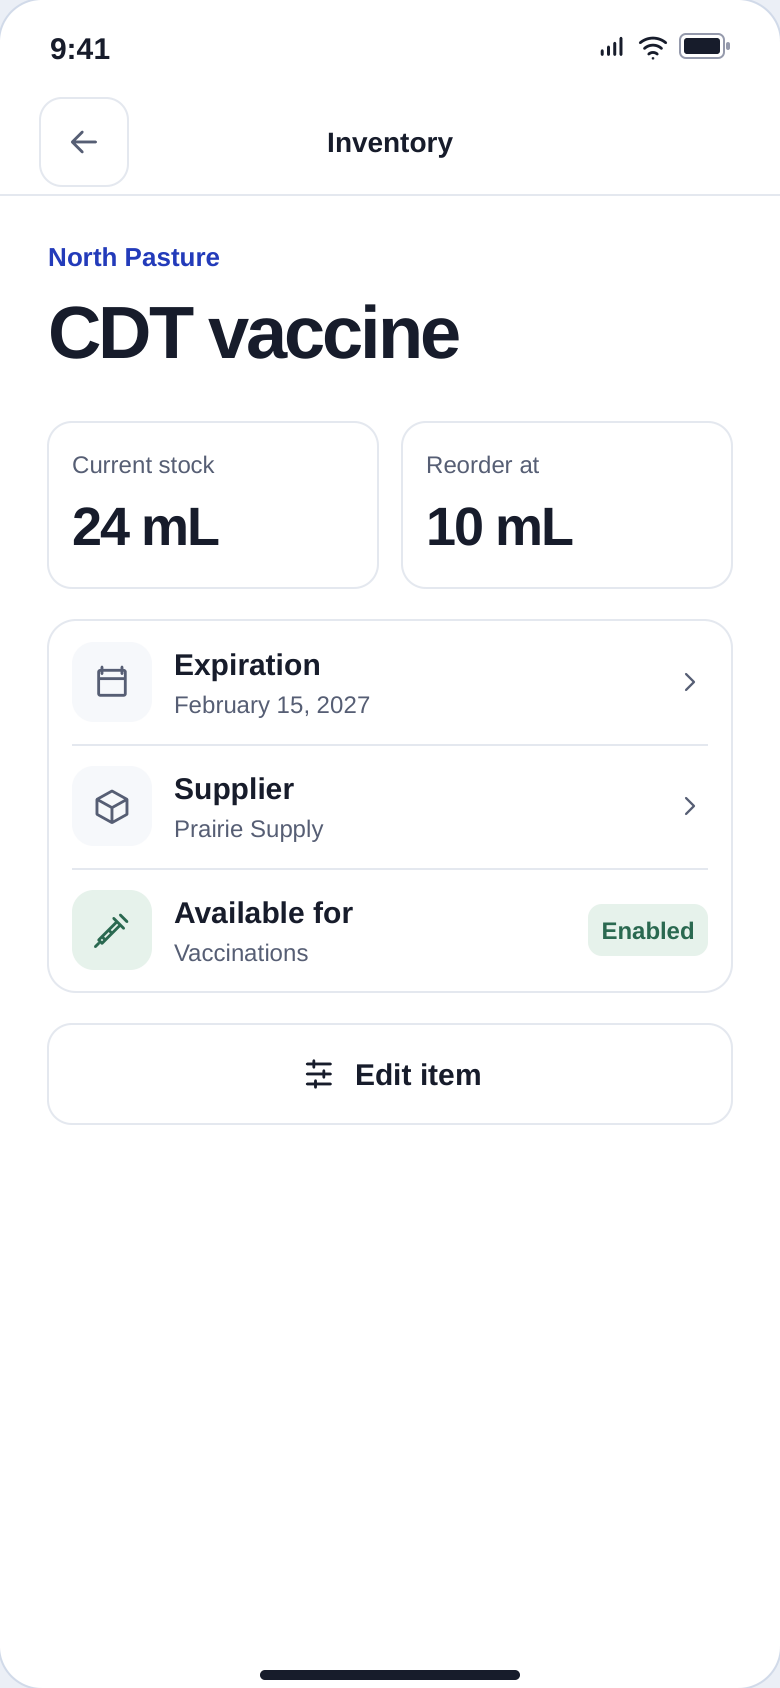 9:41
Inventory
North Pasture
CDT vaccine
Current stock
24 mL
Reorder at
10 mL
Expiration
February 15, 2027
Supplier
Prairie Supply
Available for
Vaccinations
Enabled
Edit item